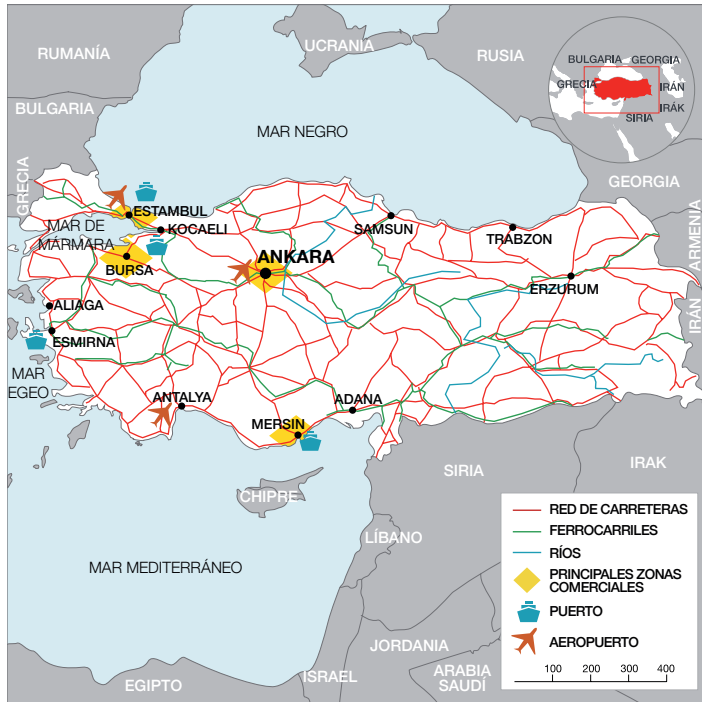 RUMANÍA
UCRANIA
RUSIA
BULGARIA
GEORGIA
GRECIA
IRÁN
IRÁK
SIRIA
BULGARIA
MAR NEGRO
GRECIA
GEORGIA
ARMENIA
IRÁN
ESTAMBUL
KOCAELI
SAMSUN
TRABZON
MAR DE
MÁRMARA
BURSA
ANKARA
ERZURUM
ALIAGA
ESMIRNA
MAR
EGEO
ANTALYA
ADANA
MERSIN
SIRIA
IRAK
CHIPRE
LÍBANO
MAR MEDITERRÁNEO
JORDANIA
ISRAEL
ARABIA
SAUDÍ
EGIPTO
RED DE CARRETERAS
FERROCARRILES
RÍOS
PRINCIPALES ZONAS
COMERCIALES
PUERTO
AEROPUERTO
100 200 300 400